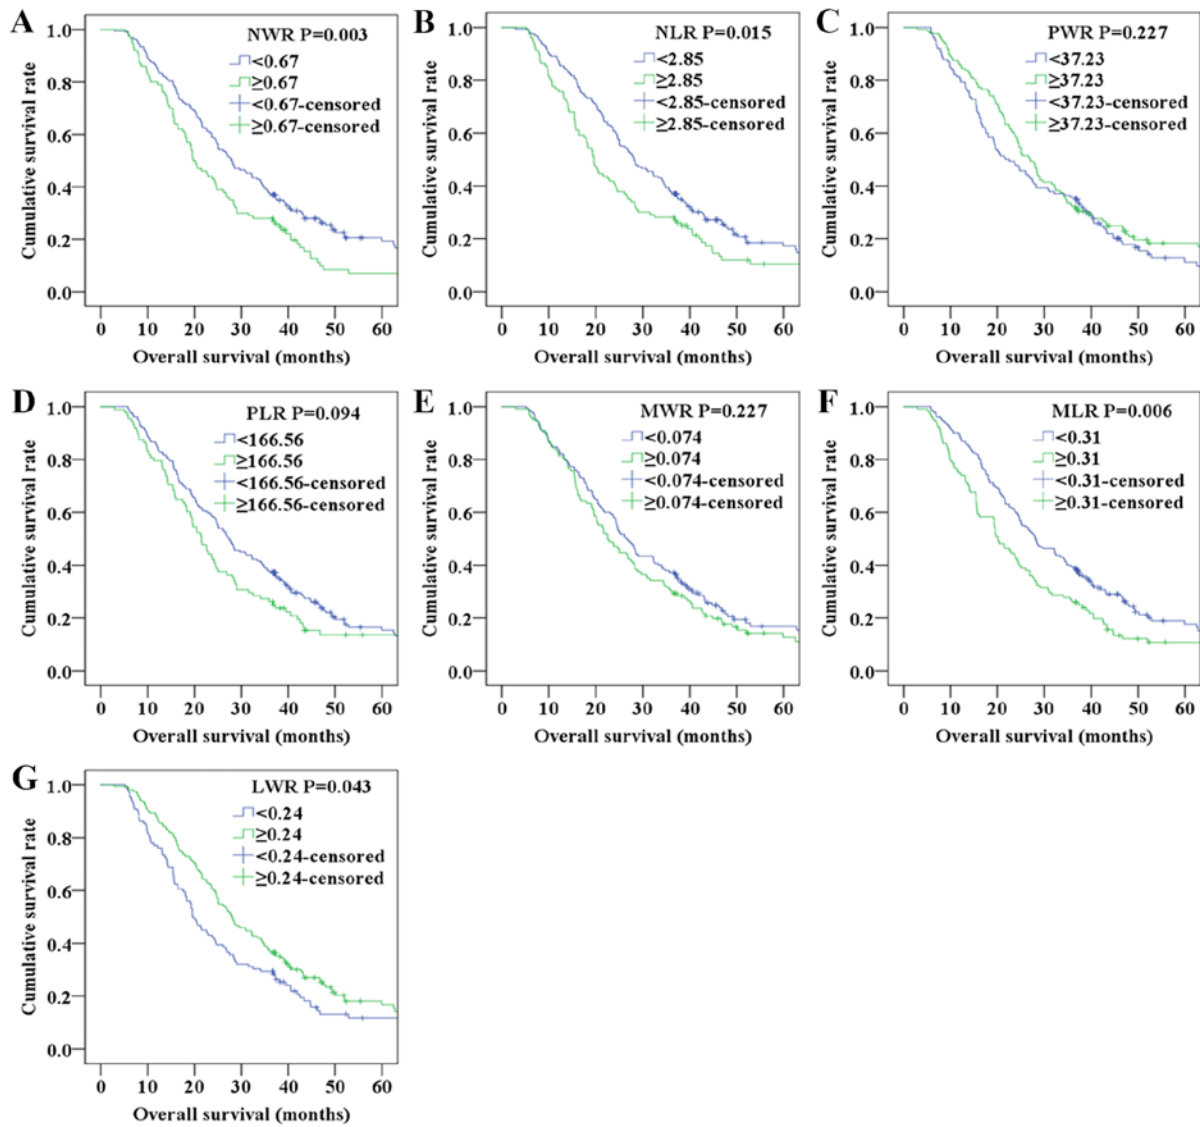 A
NWR P=0.003
<0.67
≥0.67
<0.67-censored
≥0.67-censored
Cumulative survival rate
1.0
0.8
0.6
0.4
0.2
0.0
0 10 20 30 40 50 60
Overall survival (months)
B
NLR P=0.015
<2.85
≥2.85
<2.85-censored
≥2.85-censored
Cumulative survival rate
1.0
0.8
0.6
0.4
0.2
0.0
0 10 20 30 40 50 60
Overall survival (months)
C
PWR P=0.227
<37.23
≥37.23
<37.23-censored
≥37.23-censored
Cumulative survival rate
1.0
0.8
0.6
0.4
0.2
0.0
0 10 20 30 40 50 60
Overall survival (months)
D
PLR P=0.094
<166.56
≥166.56
<166.56-censored
≥166.56-censored
Cumulative survival rate
1.0
0.8
0.6
0.4
0.2
0.0
0 10 20 30 40 50 60
Overall survival (months)
E
MWR P=0.227
<0.074
≥0.074
<0.074-censored
≥0.074-censored
Cumulative survival rate
1.0
0.8
0.6
0.4
0.2
0.0
0 10 20 30 40 50 60
Overall survival (months)
F
MLR P=0.006
<0.31
≥0.31
<0.31-censored
≥0.31-censored
Cumulative survival rate
1.0
0.8
0.6
0.4
0.2
0.0
0 10 20 30 40 50 60
Overall survival (months)
G
LWR P=0.043
<0.24
≥0.24
<0.24-censored
≥0.24-censored
Cumulative survival rate
1.0
0.8
0.6
0.4
0.2
0.0
0 10 20 30 40 50 60
Overall survival (months)